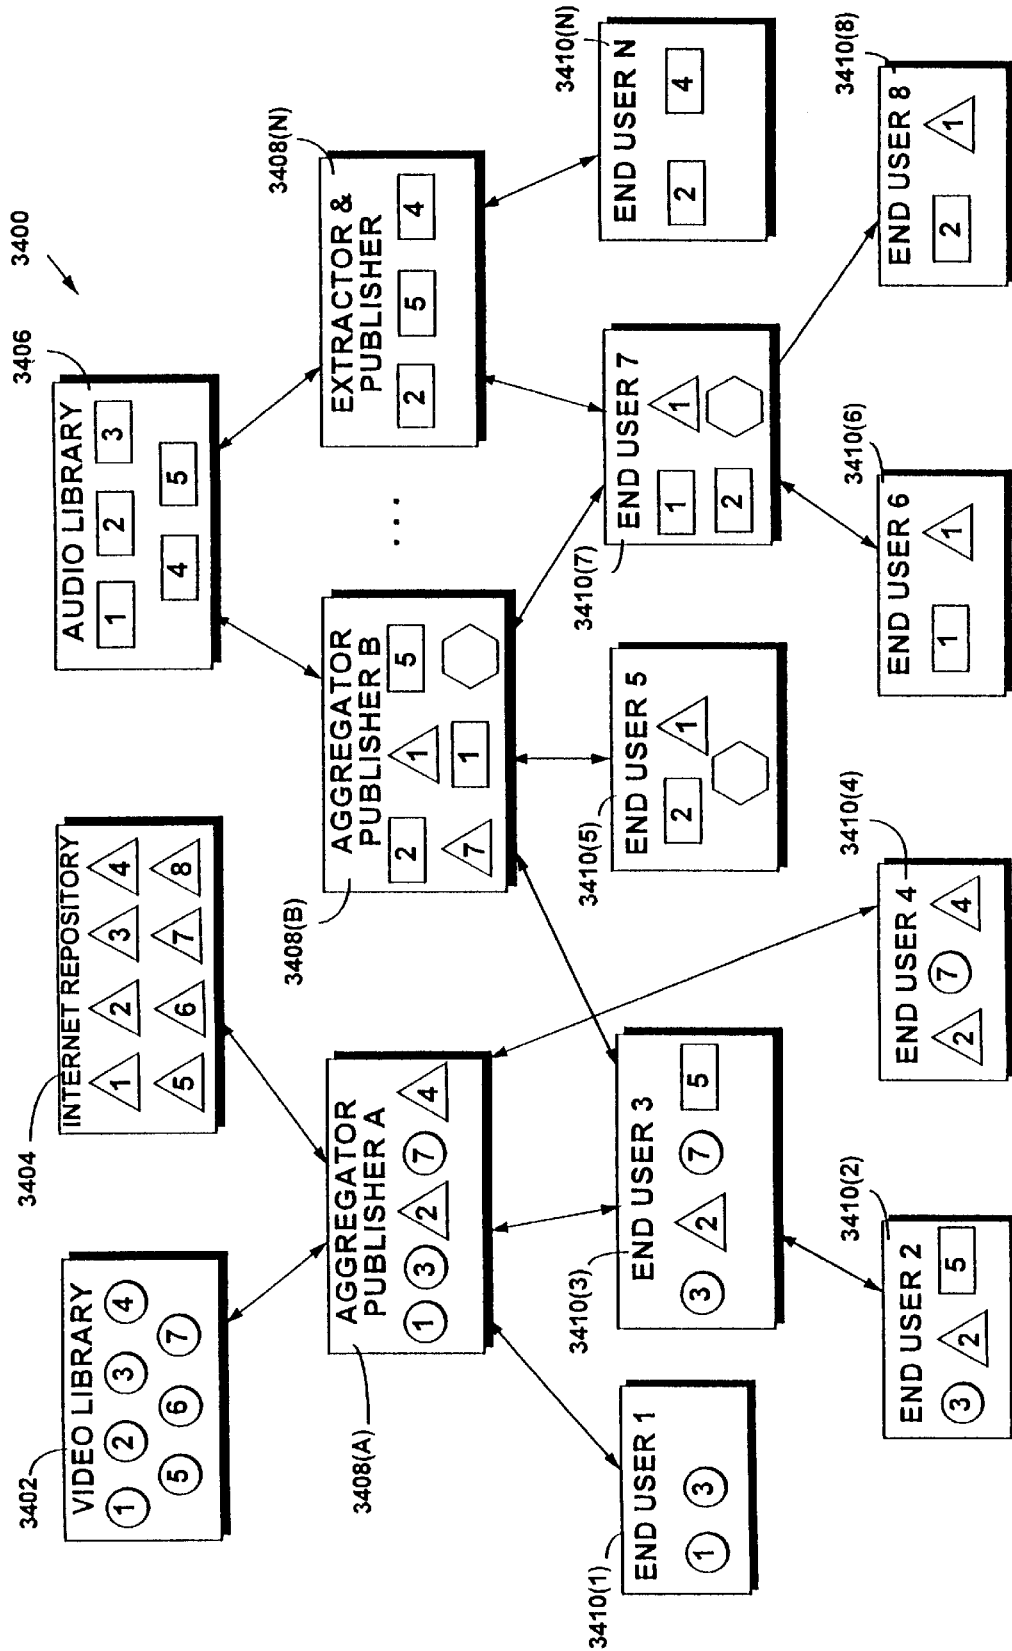 3400
3402
VIDEO LIBRARY
1 2 3 4
5 6 7
3404
INTERNET REPOSITORY
1 2 3 4
5 6 7 8
3406
AUDIO LIBRARY
1 2 3
4 5
3408(A)
AGGREGATOR
PUBLISHER A
1 3 2 7 4
3408(B)
AGGREGATOR
PUBLISHER B
2 1 5
7 1
...
3408(N)
EXTRACTOR &
PUBLISHER
2 5 4
3410(1)
END USER 1
1 3
3410(3)
END USER 3
3 2 7 5
3410(5)
END USER 5
2 1
3410(7)
END USER 7
1 1
2
3410(N)
END USER N
2 4
3410(2)
END USER 2
3 2 5
3410(4)
END USER 4
2 7 4
3410(6)
END USER 6
1 1
3410(8)
END USER 8
2 1